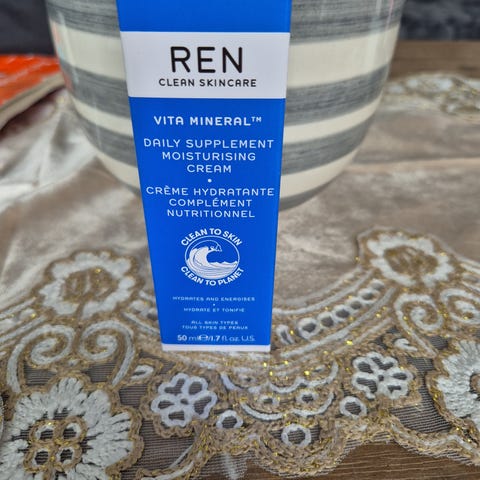 REN
CLEAN SKINCARE
VITA MINERAL™
DAILY SUPPLEMENT
MOISTURISING
CREAM
•
CRÈME HYDRATANTE
COMPLÉMENT
NUTRITIONNEL
CLEAN TO SKIN
CLEAN TO PLANET
HYDRATES AND ENERGISES
•
HYDRATE ET TONIFIE
ALL SKIN TYPES
TOUS TYPES DE PEAUX
50 ml℮/1.7 fl oz. U.S.